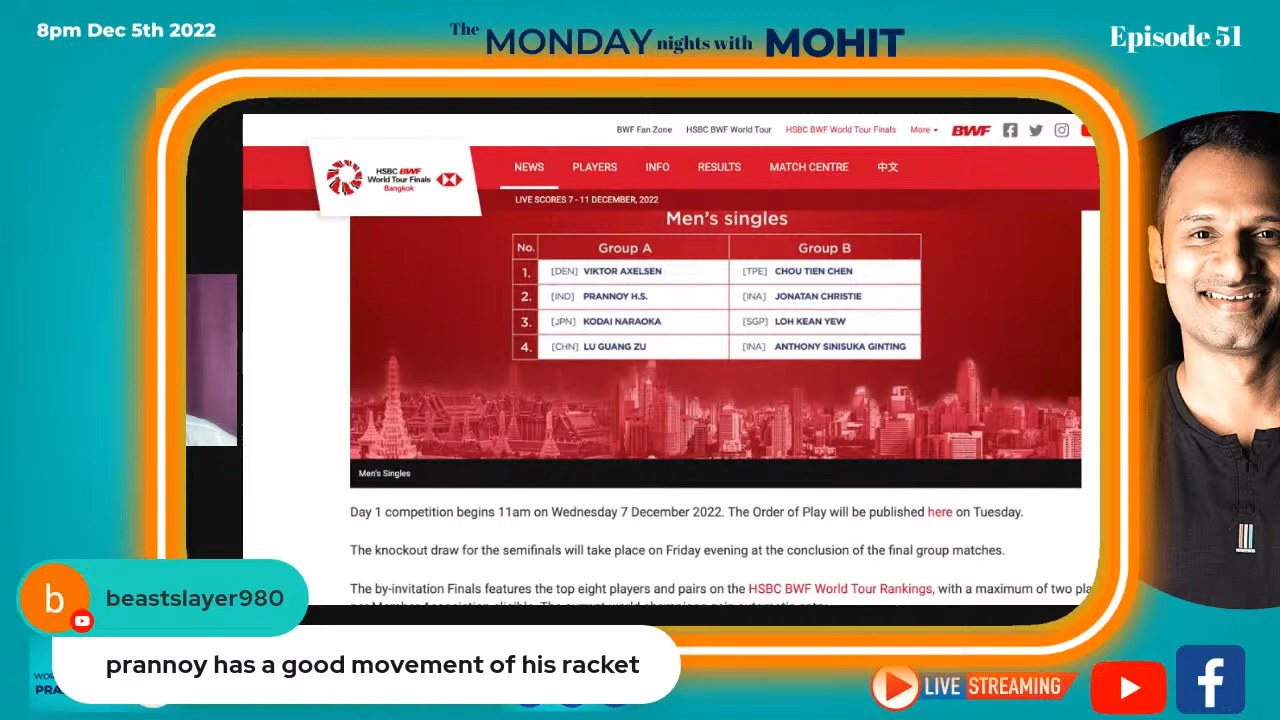 8pm Dec 5th 2022
The MONDAY nights with MOHIT
Episode 51
BWF Fan Zone HSBC BWF World Tour HSBC BWF World Tour Finals More BWF
HSBC BWF
World Tour Finals
Bangkok
NEWS PLAYERS INFO RESULTS MATCH CENTRE 中文
LIVE SCORES 7 - 11 DECEMBER, 2022
Men's singles
No. Group A Group B
1. [DEN] VIKTOR AXELSEN [TPE] CHOU TIEN CHEN
2. [IND] PRANNOY H.S. [INA] JONATAN CHRISTIE
3. [JPN] KODAI NARAOKA [SGP] LOH KEAN YEW
4. [CHN] LU GUANG ZU [INA] ANTHONY SINISUKA GINTING
Men's Singles
Day 1 competition begins 11am on Wednesday 7 December 2022. The Order of Play will be published here on Tuesday.
The knockout draw for the semifinals will take place on Friday evening at the conclusion of the final group matches.
The by-invitation Finals features the top eight players and pairs on the HSBC BWF World Tour Rankings, with a maximum of two pla
b beastslayer980
prannoy has a good movement of his racket
LIVE STREAMING